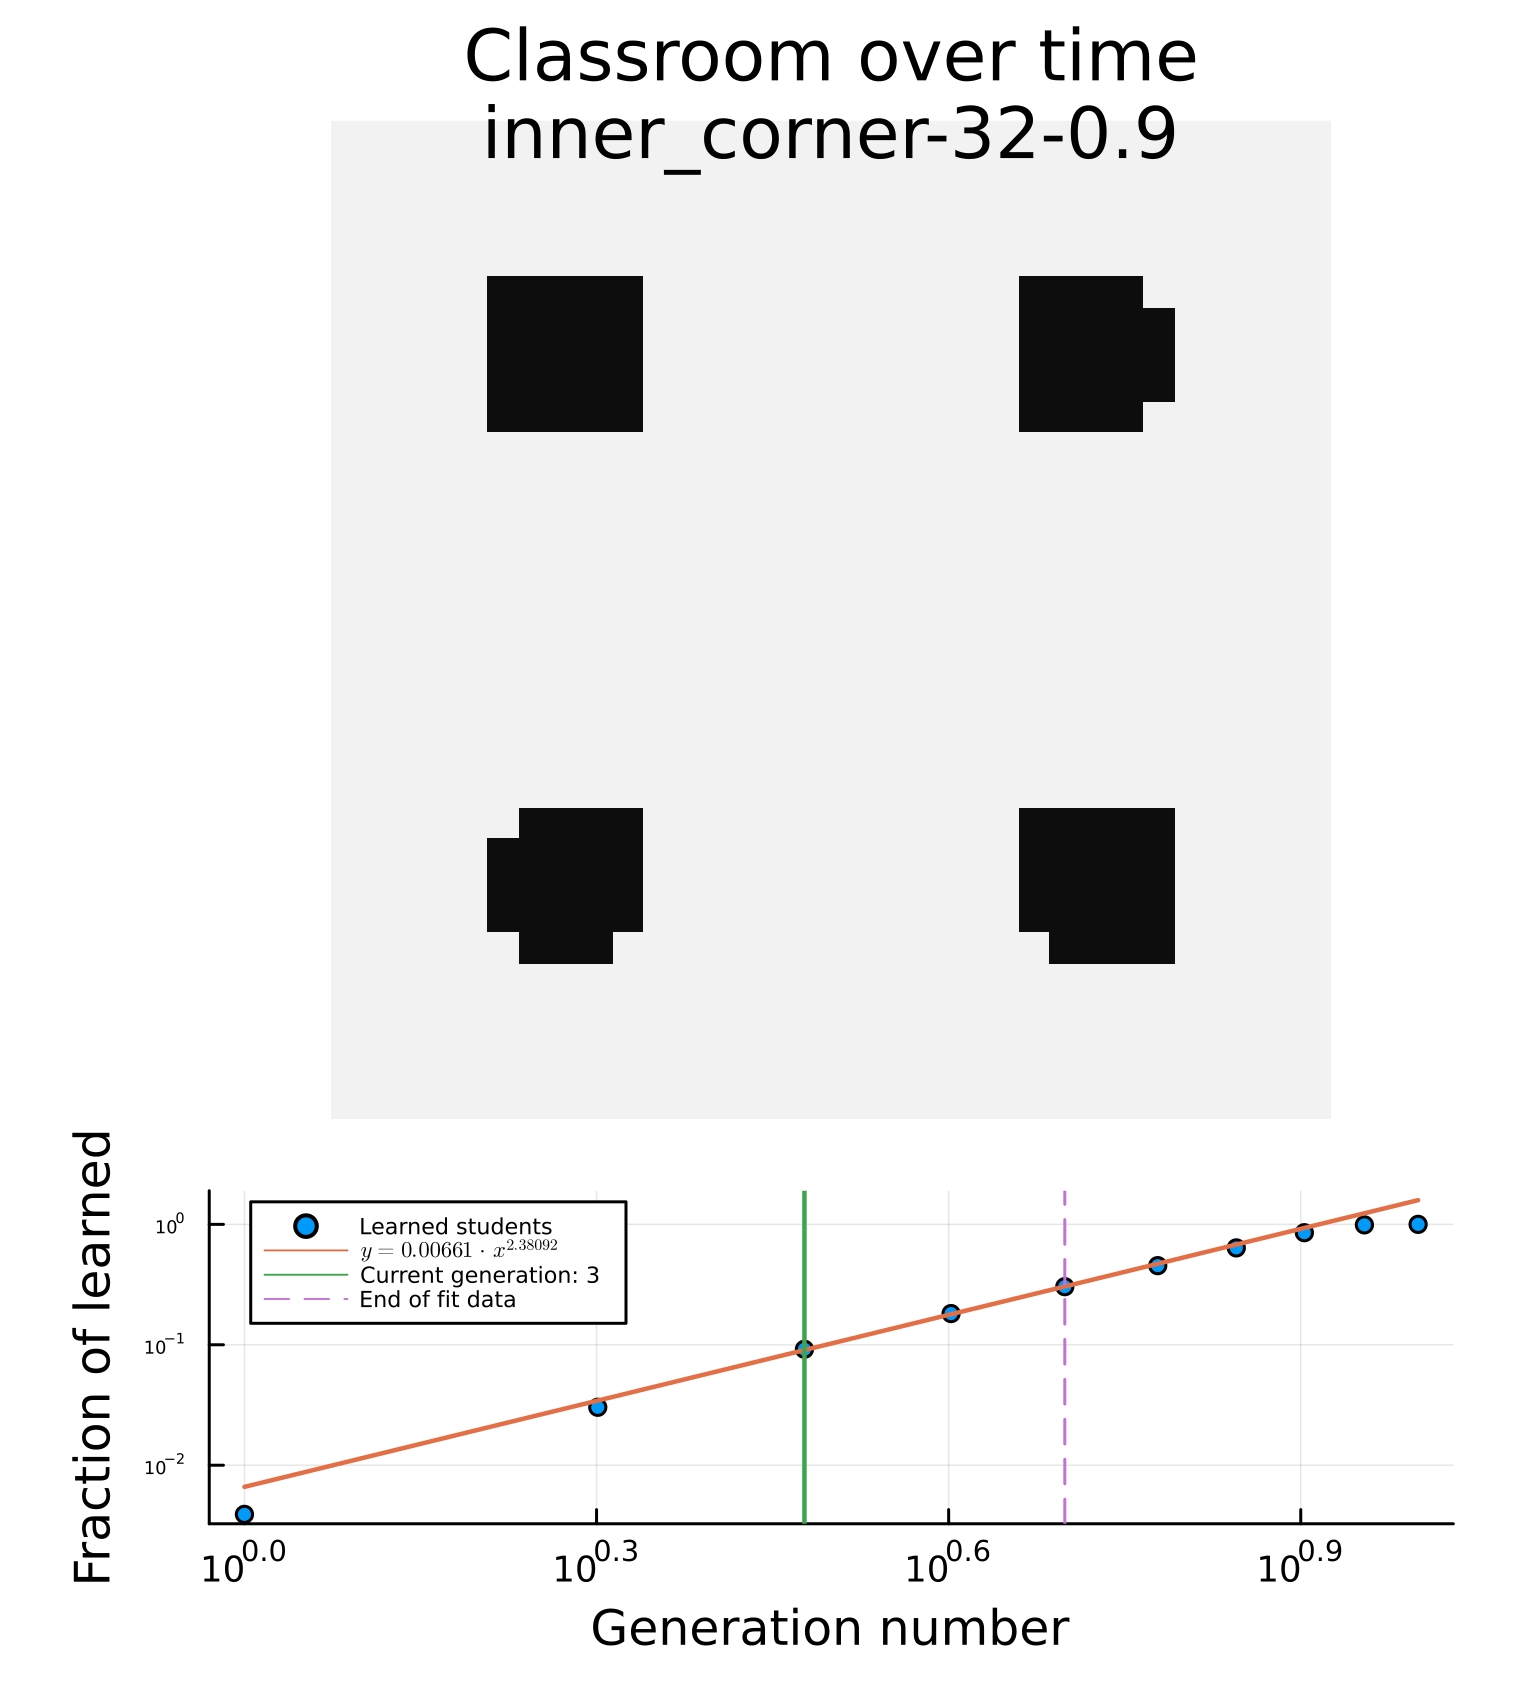 Classroom over time
inner_corner-32-0.9
Fraction of learned
10^0
10^−1
10^−2
Learned students
y = 0.00661 · x^2.38092
Current generation: 3
End of fit data
10^0.0 10^0.3 10^0.6 10^0.9
Generation number